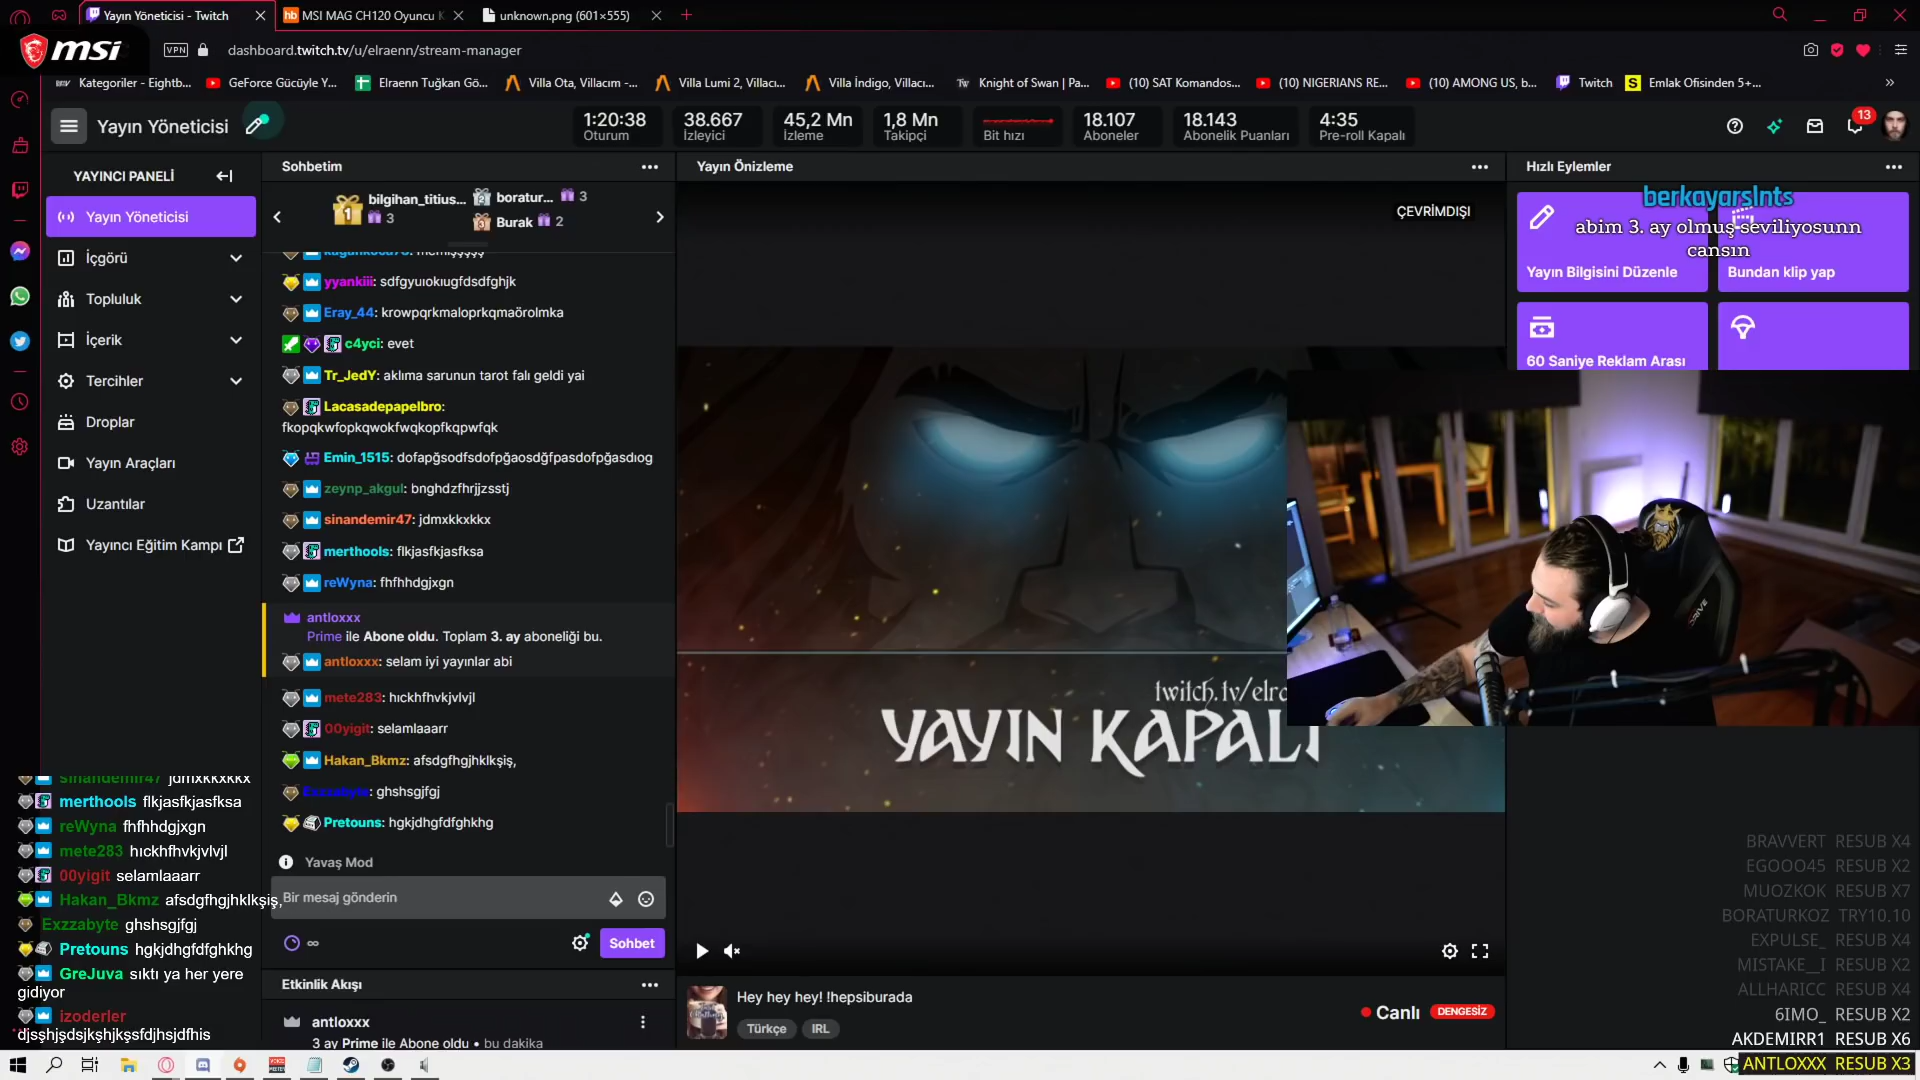 Yayın Yöneticisi - Twitch
MSI MAG CH120 Oyuncu K
unknown.png (601×555)
msi
VPN
dashboard.twitch.tv/u/elraenn/stream-manager
Kategoriler - Eightb...
GeForce Gücüyle Y...
Elraenn Tuğkan Gö...
Villa Ota, Villacım -...
Villa Lumi 2, Villacı...
Villa İndigo, Villacı...
Knight of Swan | Pa...
(10) SAT Komandos...
(10) NIGERIANS RE...
(10) AMONG US, b...
Twitch
Emlak Ofisinden 5+...
Yayın Yöneticisi
1:20:38
Oturum
38.667
İzleyici
45,2 Mn
İzleme
1,8 Mn
Takipçi
Bit hızı
18.107
Aboneler
18.143
Abonelik Puanları
4:35
Pre-roll Kapalı
13
YAYINCI PANELİ
Yayın Yöneticisi
İçgörü
Topluluk
İçerik
Tercihler
Droplar
Yayın Araçları
Uzantılar
Yayıncı Eğitim Kampı
Sohbetim
bilgihan_titius...
3
boratur... 3
Burak 2
yyankiii: sdfgyuıokıugfdsdfghjk
Eray_44: krowpqrkmaloprkqmaörolmka
c4yci: evet
Tr_JedY: aklıma sarunun tarot falı geldi yai
Lacasadepapelbro:
fkopqkwfopkqwokfwqkopfkqpwfqk
Emin_1515: dofapğsodfsdofpğaosdğfpasdofpğasdıog
zeynp_akgul: bnghdzfhrjjzsstj
sinandemir47: jdmxkkxkkx
merthools: flkjasfkjasfksa
reWyna: fhfhhdgjxgn
antloxxx
Prime ile Abone oldu. Toplam 3. ay aboneliği bu.
antloxxx: selam iyi yayınlar abi
mete283: hıckhfhvkjvlvjl
00yigit: selamlaaarr
Hakan_Bkmz: afsdgfhgjhklkşiş,
Exzzabyte: ghshsgjfgj
Pretouns: hgkjdhgfdfghkhg
Yavaş Mod
Bir mesaj gönderin
∞
Sohbet
Etkinlik Akışı
antloxxx
3 ay Prime ile Abone oldu • bu dakika
sinandemir47 jdmxkkxkkx
merthools flkjasfkjasfksa
reWyna fhfhhdgjxgn
mete283 hıckhfhvkjvlvjl
00yigit selamlaaarr
Hakan_Bkmz afsdgfhgjhklkşiş,
Exzzabyte ghshsgjfgj
Pretouns hgkjdhgfdfghkhg
GreJuva sıktı ya her yere
gidiyor
izoderler
djsşhjşdsjkşhjkşsfdjhsjdfhis
Yayın Önizleme
ÇEVRİMDIŞI
twitch.tv/elra
YAYIN KAPALI
Hey hey hey! !hepsiburada
Türkçe
IRL
Canlı
DENGESİZ
Hızlı Eylemler
berkayarslnts
abim 3. ay olmuş seviliyosunn
cansın
Yayın Bilgisini Düzenle
Bundan klip yap
60 Saniye Reklam Arası
BRAVVERT RESUB X4
EGOOO45 RESUB X2
MUOZKOK RESUB X7
BORATURKOZ TRY10.10
EXPULSE_ RESUB X4
MISTAKE__I RESUB X2
ALLHARICC RESUB X4
6IMO_ RESUB X2
AKDEMIRR1 RESUB X6
ANTLOXXX RESUB X3